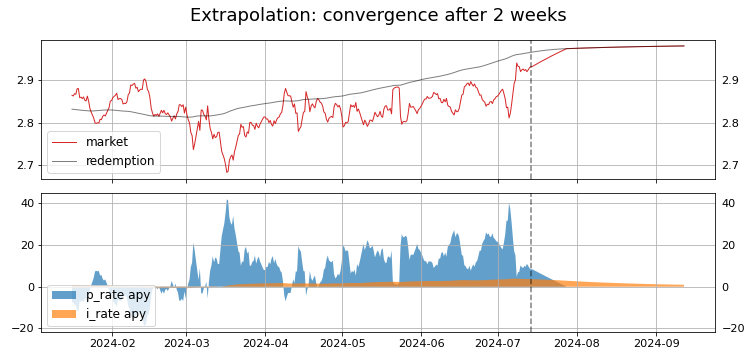 Extrapolation: convergence after 2 weeks
2.9 2.9
2.8 2.8
2.7 2.7
market
redemption
40 40
20 20
0 0
−20 −20
p_rate apy
i_rate apy
2024-02 2024-03 2024-04 2024-05 2024-06 2024-07 2024-08 2024-09